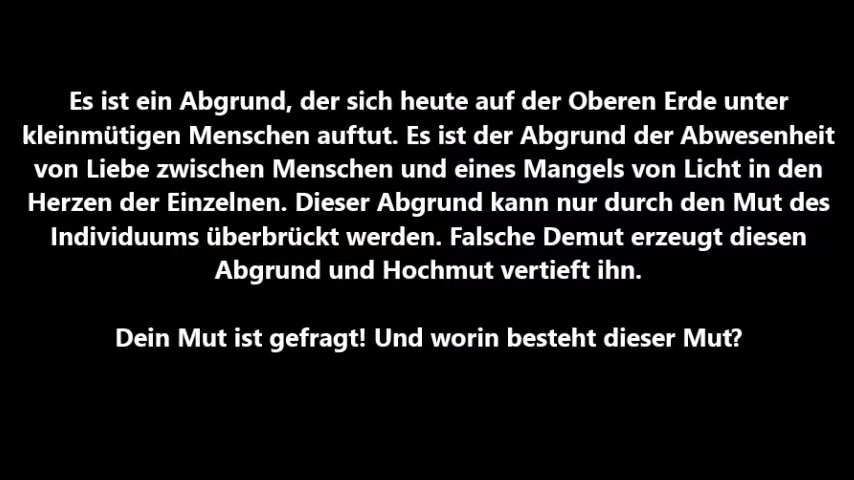 Es ist ein Abgrund, der sich heute auf der Oberen Erde unter
kleinmütigen Menschen auftut. Es ist der Abgrund der Abwesenheit
von Liebe zwischen Menschen und eines Mangels von Licht in den
Herzen der Einzelnen. Dieser Abgrund kann nur durch den Mut des
Individuums überbrückt werden. Falsche Demut erzeugt diesen
Abgrund und Hochmut vertieft ihn.
Dein Mut ist gefragt! Und worin besteht dieser Mut?